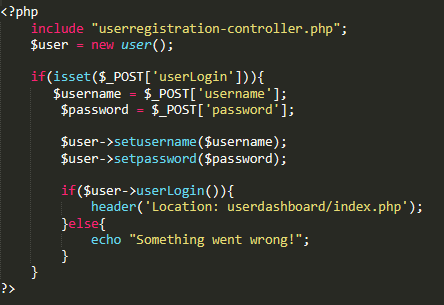 <?php
    include "userregistration-controller.php";
    $user = new user();

    if(isset($_POST['userLogin'])){
       $username = $_POST['username'];
        $password = $_POST['password'];

        $user->setusername($username);
        $user->setpassword($password);

        if($user->userLogin()){
            header('Location: userdashboard/index.php');
        }else{
            echo "Something went wrong!";
        }
    }
?>